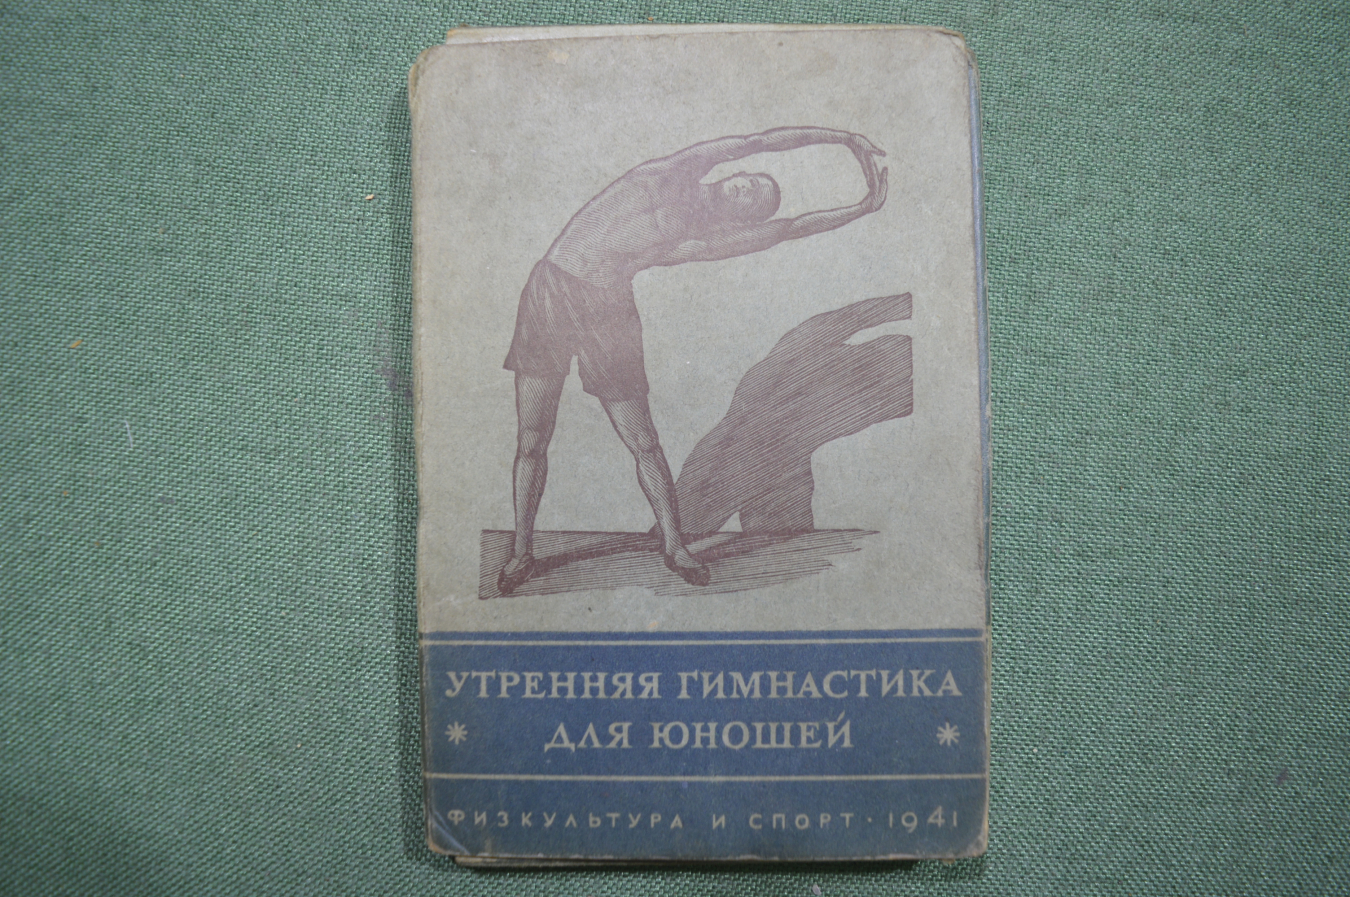 УТРЕННЯЯ ГИМНАСТИКА
* ДЛЯ ЮНОШЕЙ *
ФИЗКУЛЬТУРА И СПОРТ · 1941